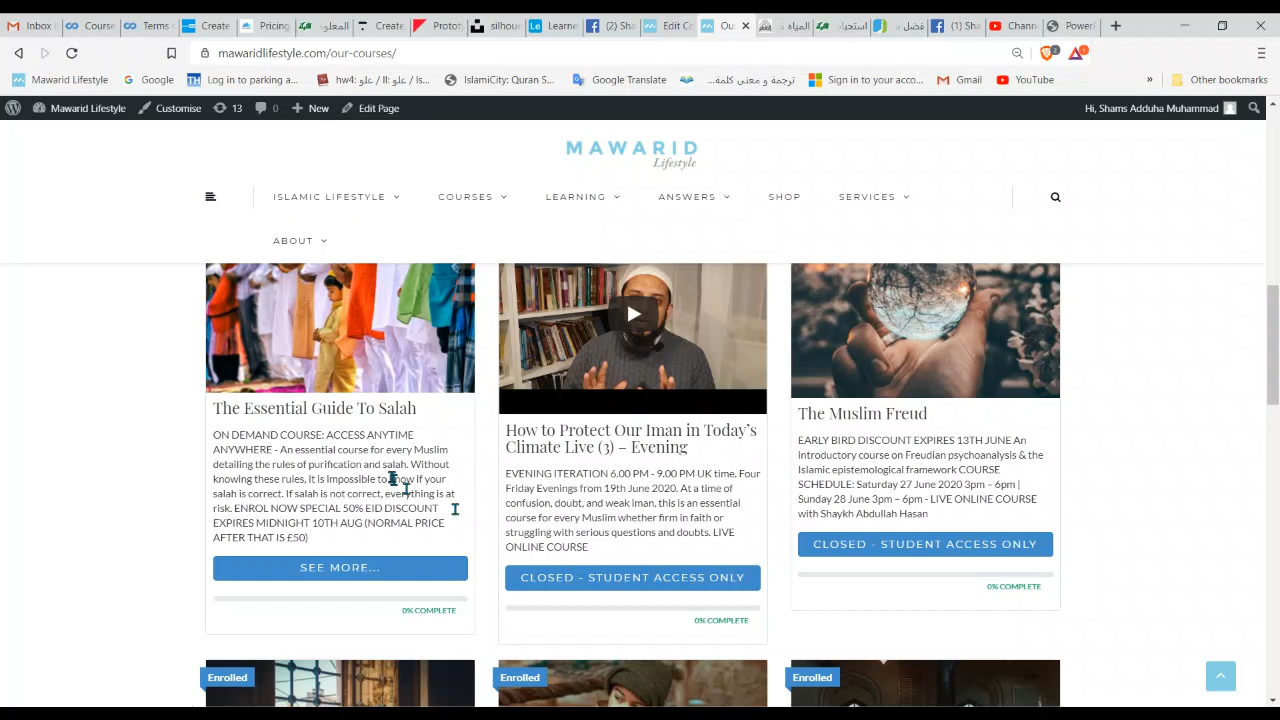 Inbox
Course
Terms
Create
Pricing
المعلود
Create
Protot
silhou
Learne
(2) Sha
Edit Co
Ou
المياه
استحبار
فضل
(1) Sha
Chann
Power
mawaridlifestyle.com/our-courses/
2
1
Mawarid Lifestyle
Google
Log in to parking a...
hw4: علو / ll: علو / Is...
IslamiCity: Quran S...
Google Translate
ترجمة و معنى كلمة...
Sign in to your acco...
Gmail
YouTube
»
Other bookmarks
Mawarid Lifestyle
Customise
13
0
New
Edit Page
Hi, Shams Adduha Muhammad
MAWARID
Lifestyle
ISLAMIC LIFESTYLE
COURSES
LEARNING
ANSWERS
SHOP
SERVICES
ABOUT
The Essential Guide To Salah
ON DEMAND COURSE: ACCESS ANYTIME
ANYWHERE - An essential course for every Muslim
detailing the rules of purification and salah. Without
knowing these rules, it is impossible to know if your
salah is correct. If salah is not correct, everything is at
risk. ENROL NOW SPECIAL 50% EID DISCOUNT
EXPIRES MIDNIGHT 10TH AUG (NORMAL PRICE
AFTER THAT IS £50)
SEE MORE...
0% COMPLETE
How to Protect Our Iman in Today's
Climate Live (3) – Evening
EVENING ITERATION 6.00 PM - 9.00 PM UK time. Four
Friday Evenings from 19th June 2020. At a time of
confusion, doubt, and weak iman, this is an essential
course for every Muslim whether firm in faith or
struggling with serious questions and doubts. LIVE
ONLINE COURSE
CLOSED - STUDENT ACCESS ONLY
0% COMPLETE
The Muslim Freud
EARLY BIRD DISCOUNT EXPIRES 13TH JUNE An
introductory course on Freudian psychoanalysis & the
Islamic epistemological framework COURSE
SCHEDULE: Saturday 27 June 2020 3pm – 6pm |
Sunday 28 June 3pm – 6pm - LIVE ONLINE COURSE
with Shaykh Abdullah Hasan
CLOSED - STUDENT ACCESS ONLY
0% COMPLETE
Enrolled
Enrolled
Enrolled